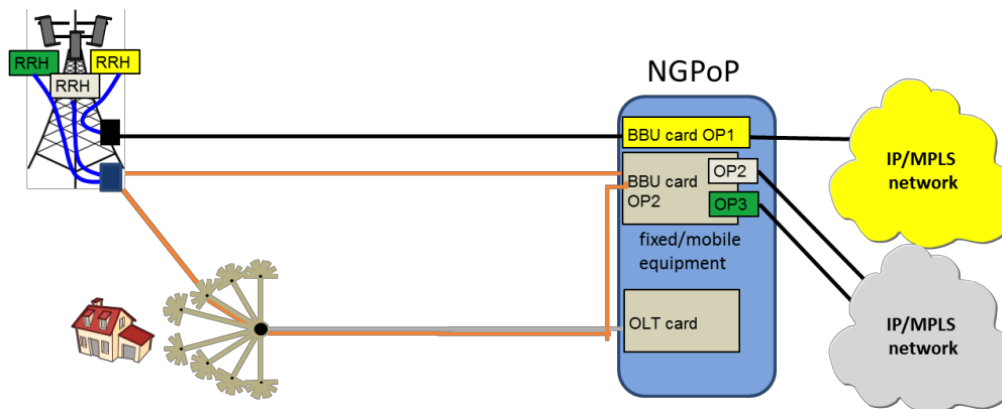 RRH
RRH
RRH
NGPoP
BBU card OP1
BBU card
OP2
OP2
OP3
fixed/mobile
equipment
OLT card
IP/MPLS
network
IP/MPLS
network